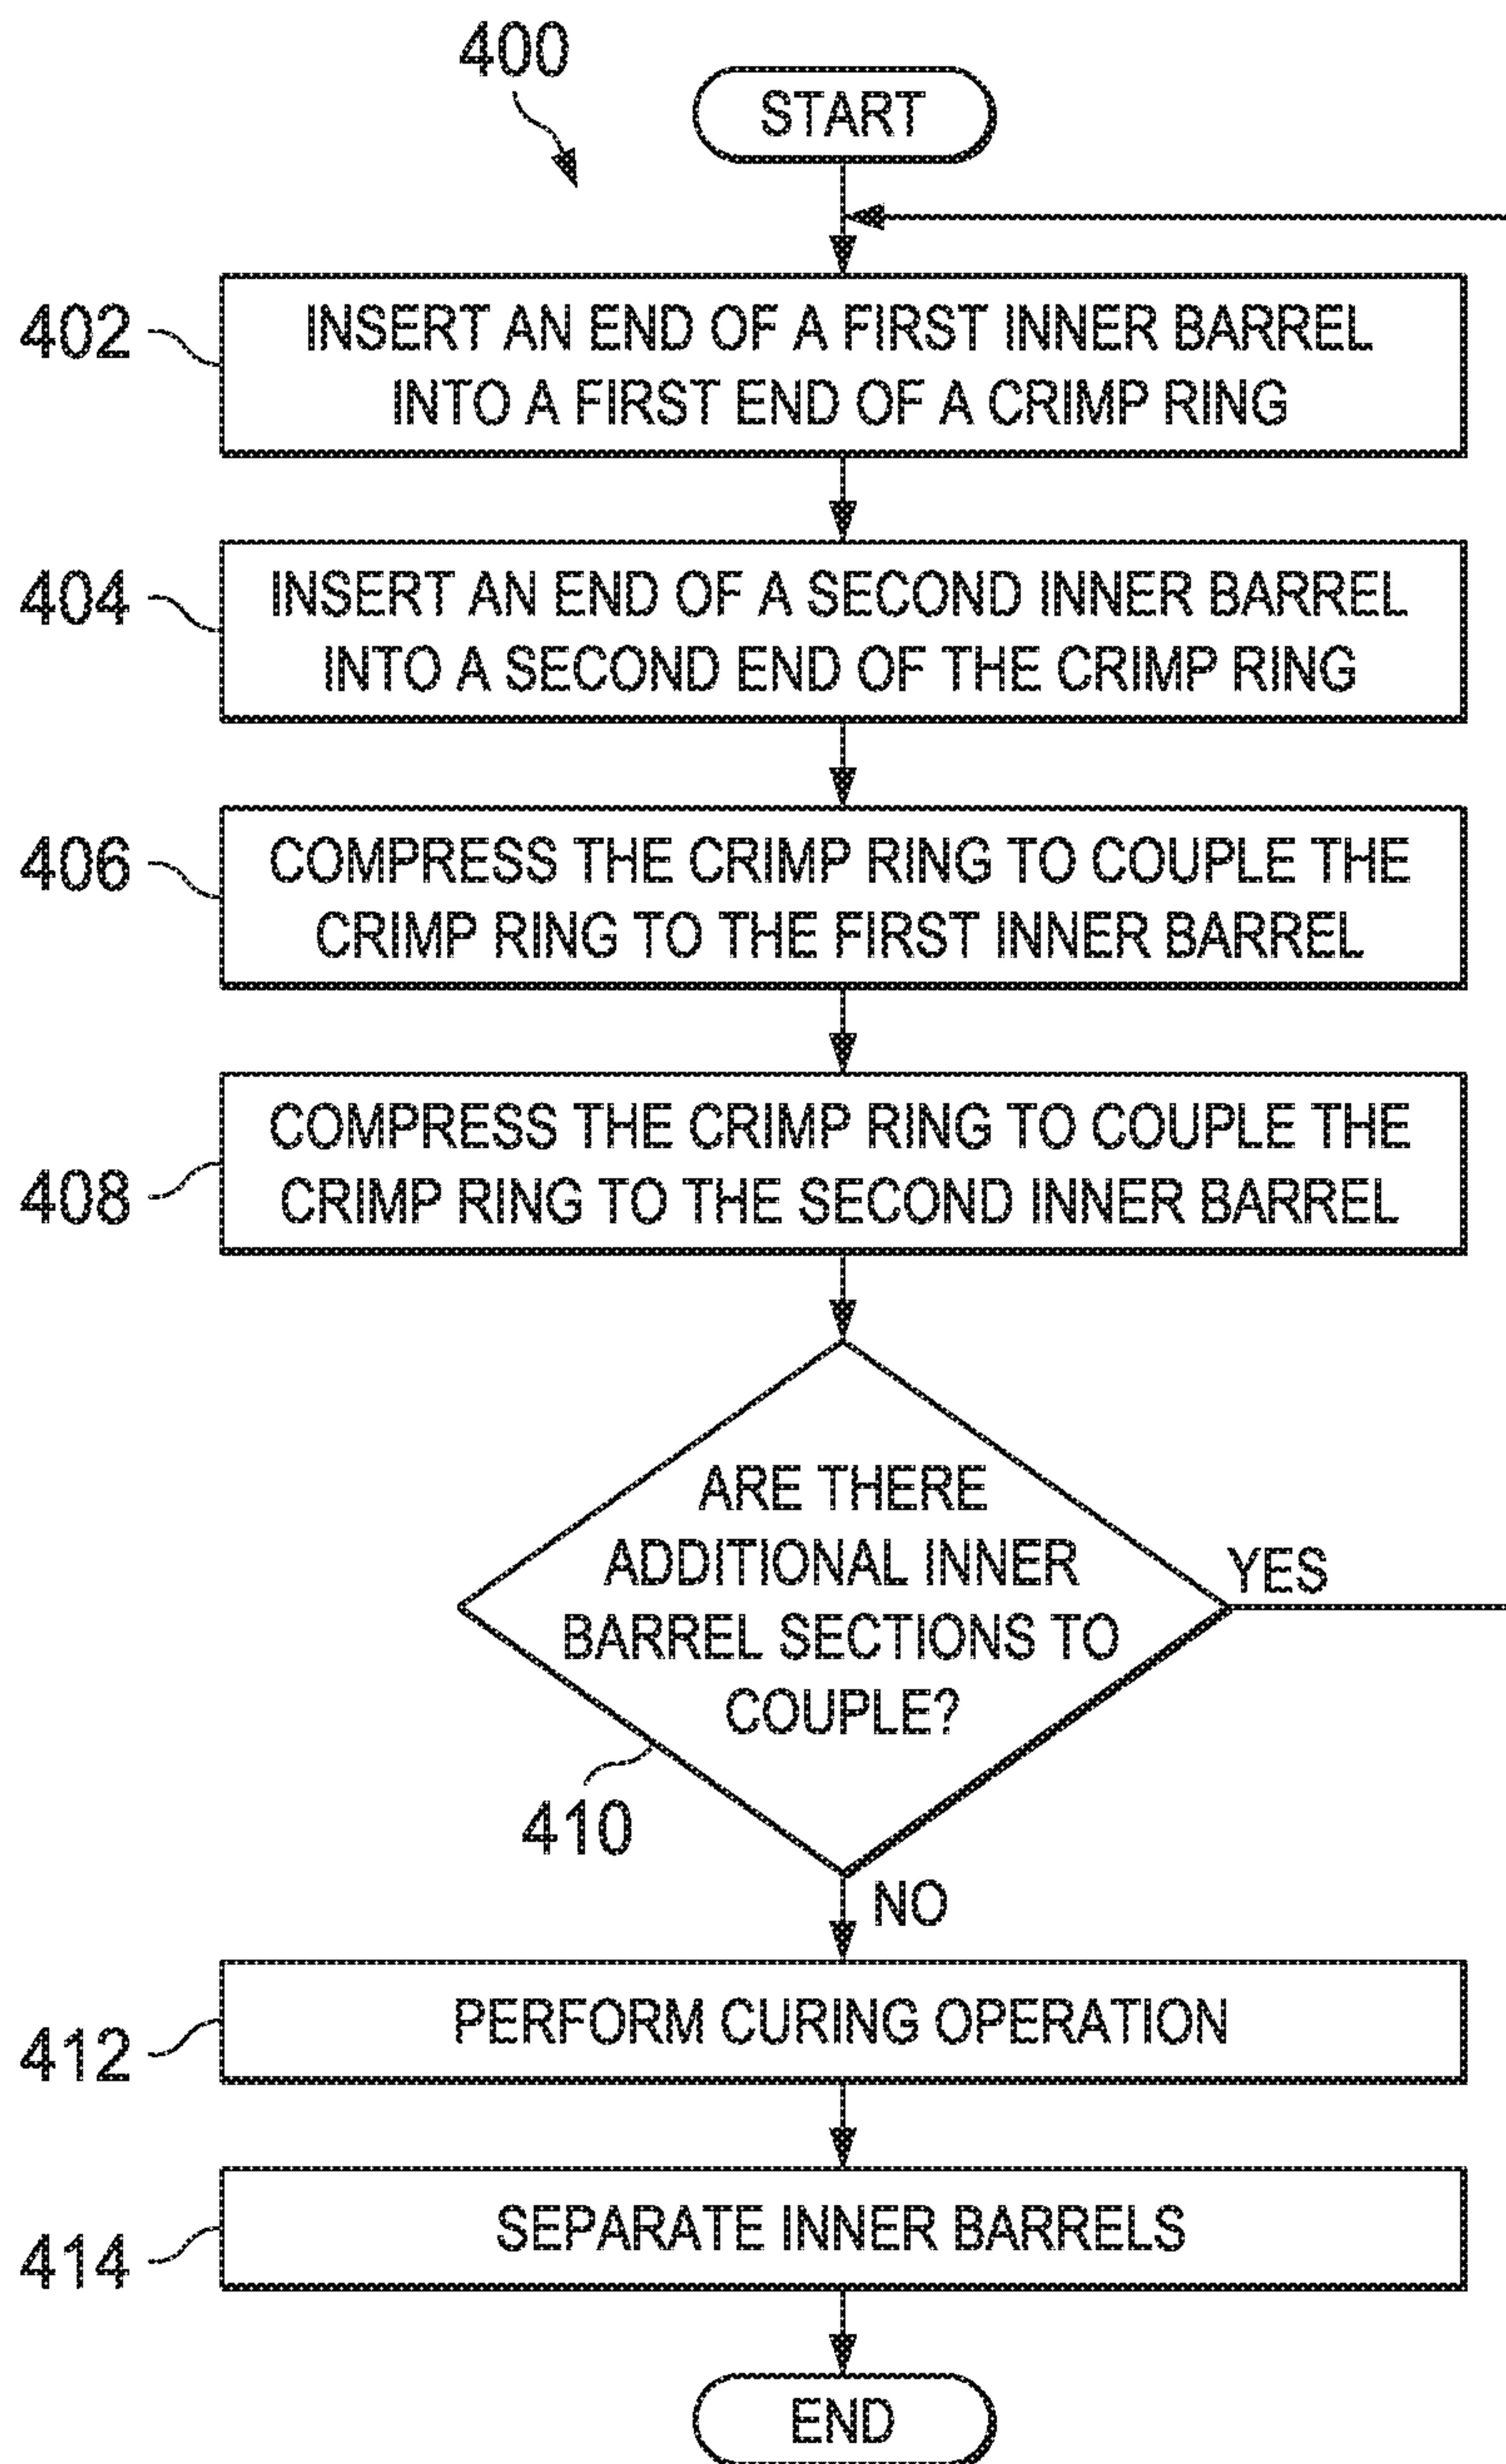 400
START
402
INSERT AN END OF A FIRST INNER BARREL
INTO A FIRST END OF A CRIMP RING
404
INSERT AN END OF A SECOND INNER BARREL
INTO A SECOND END OF THE CRIMP RING
406
COMPRESS THE CRIMP RING TO COUPLE THE
CRIMP RING TO THE FIRST INNER BARREL
408
COMPRESS THE CRIMP RING TO COUPLE THE
CRIMP RING TO THE SECOND INNER BARREL
ARE THERE
ADDITIONAL INNER
BARREL SECTIONS TO
COUPLE?
YES
410
NO
412
PERFORM CURING OPERATION
414
SEPARATE INNER BARRELS
END